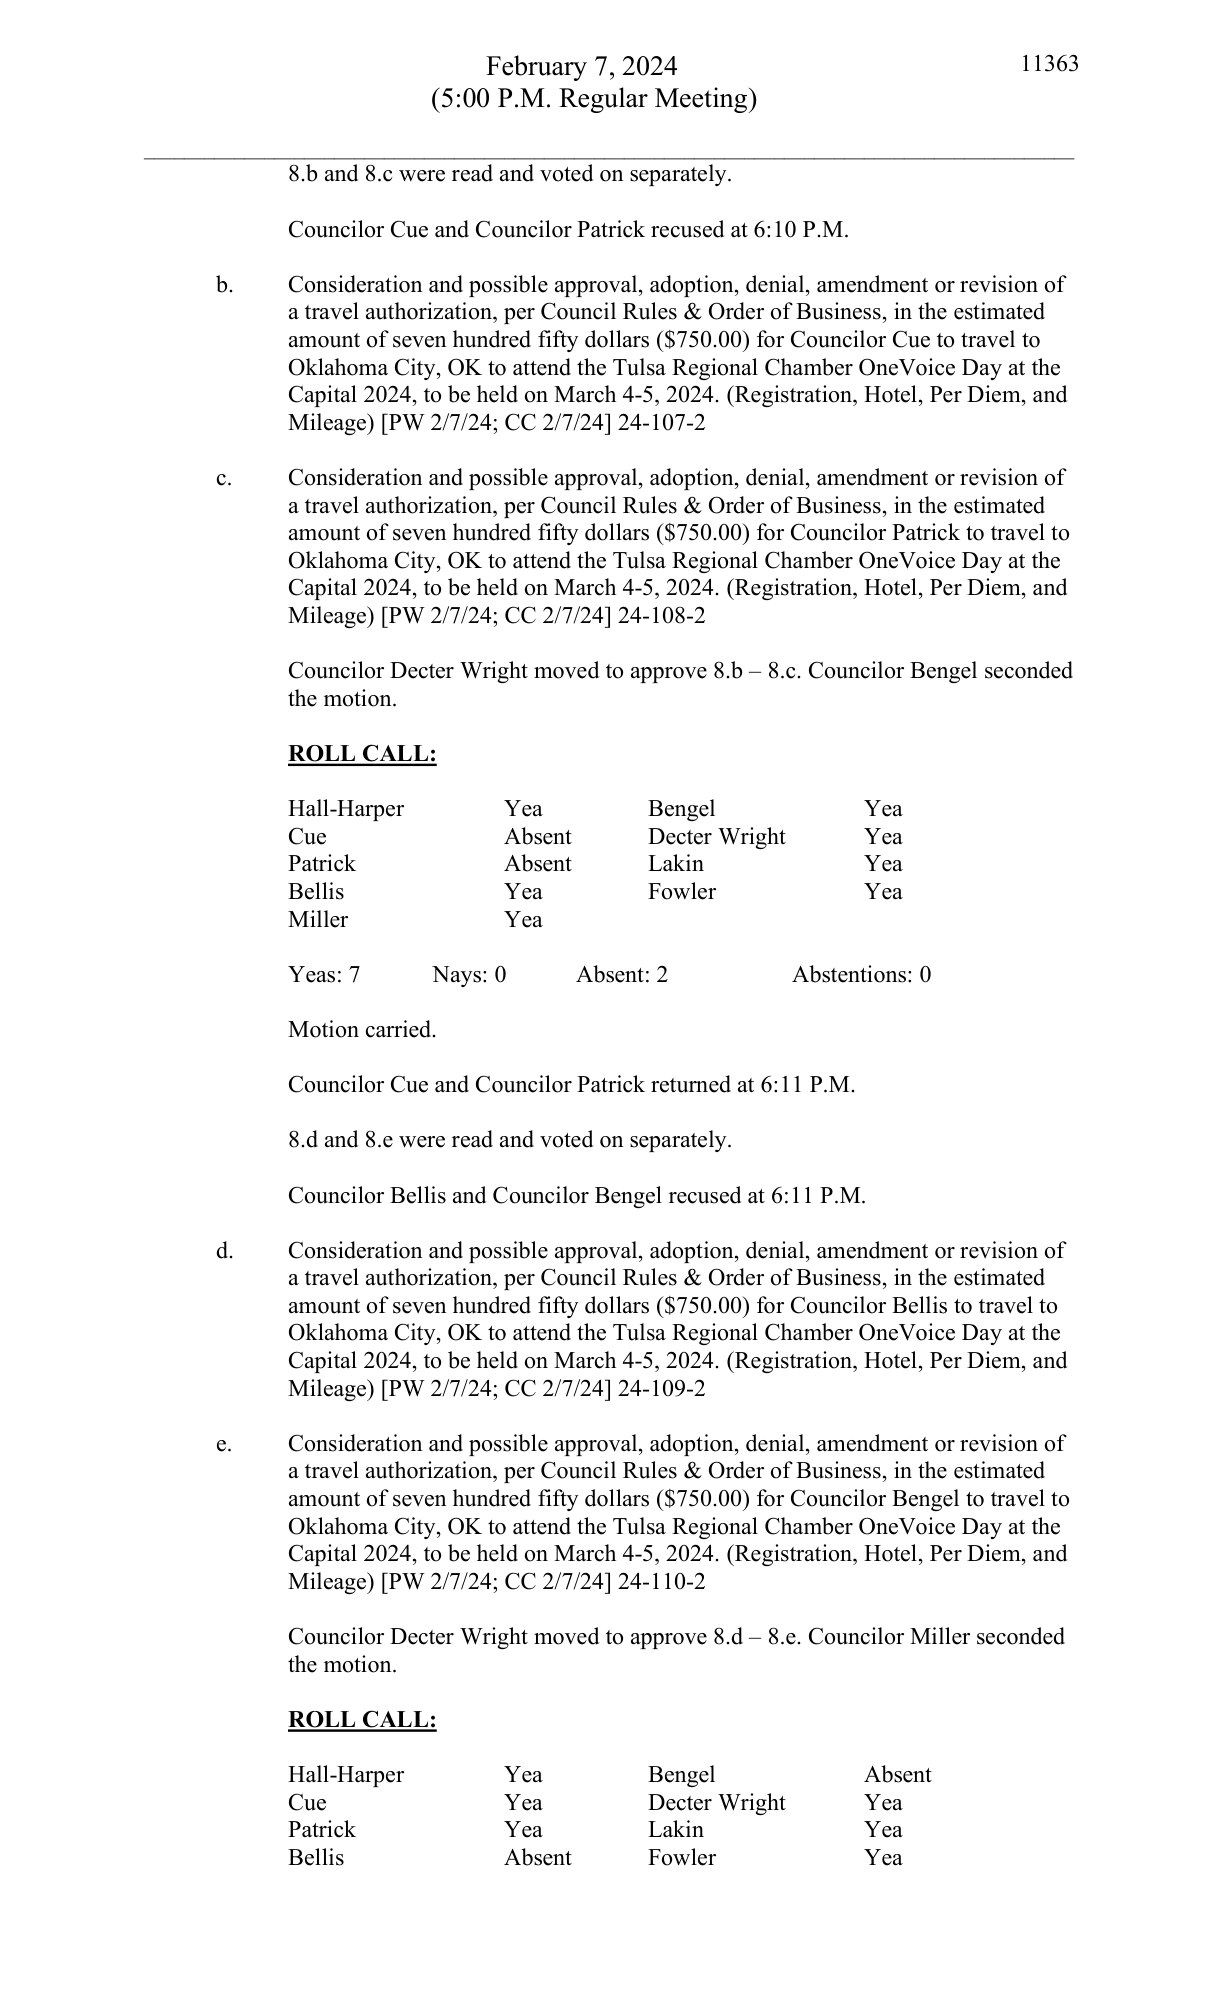 February 7, 2024
11363
(5:00 P.M. Regular Meeting)
8.b and 8.c were read and voted on separately.
Councilor Cue and Councilor Patrick recused at 6:10 P.M.
b. Consideration and possible approval, adoption, denial, amendment or revision of
a travel authorization, per Council Rules & Order of Business, in the estimated
amount of seven hundred fifty dollars ($750.00) for Councilor Cue to travel to
Oklahoma City, OK to attend the Tulsa Regional Chamber OneVoice Day at the
Capital 2024, to be held on March 4-5, 2024. (Registration, Hotel, Per Diem, and
Mileage) [PW 2/7/24; CC 2/7/24] 24-107-2
c. Consideration and possible approval, adoption, denial, amendment or revision of
a travel authorization, per Council Rules & Order of Business, in the estimated
amount of seven hundred fifty dollars ($750.00) for Councilor Patrick to travel to
Oklahoma City, OK to attend the Tulsa Regional Chamber OneVoice Day at the
Capital 2024, to be held on March 4-5, 2024. (Registration, Hotel, Per Diem, and
Mileage) [PW 2/7/24; CC 2/7/24] 24-108-2
Councilor Decter Wright moved to approve 8.b – 8.c. Councilor Bengel seconded
the motion.
ROLL CALL:
Hall-Harper Yea Bengel Yea
Cue Absent Decter Wright Yea
Patrick Absent Lakin Yea
Bellis Yea Fowler Yea
Miller Yea
Yeas: 7 Nays: 0 Absent: 2 Abstentions: 0
Motion carried.
Councilor Cue and Councilor Patrick returned at 6:11 P.M.
8.d and 8.e were read and voted on separately.
Councilor Bellis and Councilor Bengel recused at 6:11 P.M.
d. Consideration and possible approval, adoption, denial, amendment or revision of
a travel authorization, per Council Rules & Order of Business, in the estimated
amount of seven hundred fifty dollars ($750.00) for Councilor Bellis to travel to
Oklahoma City, OK to attend the Tulsa Regional Chamber OneVoice Day at the
Capital 2024, to be held on March 4-5, 2024. (Registration, Hotel, Per Diem, and
Mileage) [PW 2/7/24; CC 2/7/24] 24-109-2
e. Consideration and possible approval, adoption, denial, amendment or revision of
a travel authorization, per Council Rules & Order of Business, in the estimated
amount of seven hundred fifty dollars ($750.00) for Councilor Bengel to travel to
Oklahoma City, OK to attend the Tulsa Regional Chamber OneVoice Day at the
Capital 2024, to be held on March 4-5, 2024. (Registration, Hotel, Per Diem, and
Mileage) [PW 2/7/24; CC 2/7/24] 24-110-2
Councilor Decter Wright moved to approve 8.d – 8.e. Councilor Miller seconded
the motion.
ROLL CALL:
Hall-Harper Yea Bengel Absent
Cue Yea Decter Wright Yea
Patrick Yea Lakin Yea
Bellis Absent Fowler Yea